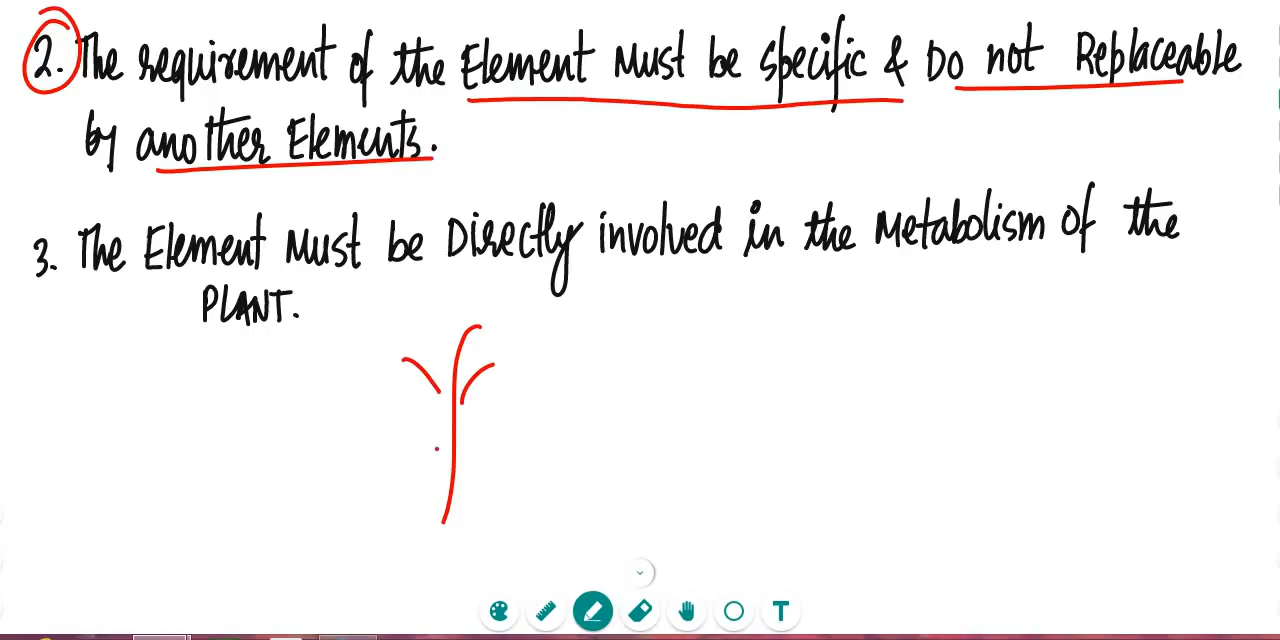 2. The requirement of the Element Must be Specific & Do not Replaceable
by another Elements.
3. The Element Must be Directly involved in the Metabolism of the
PLANT.
T